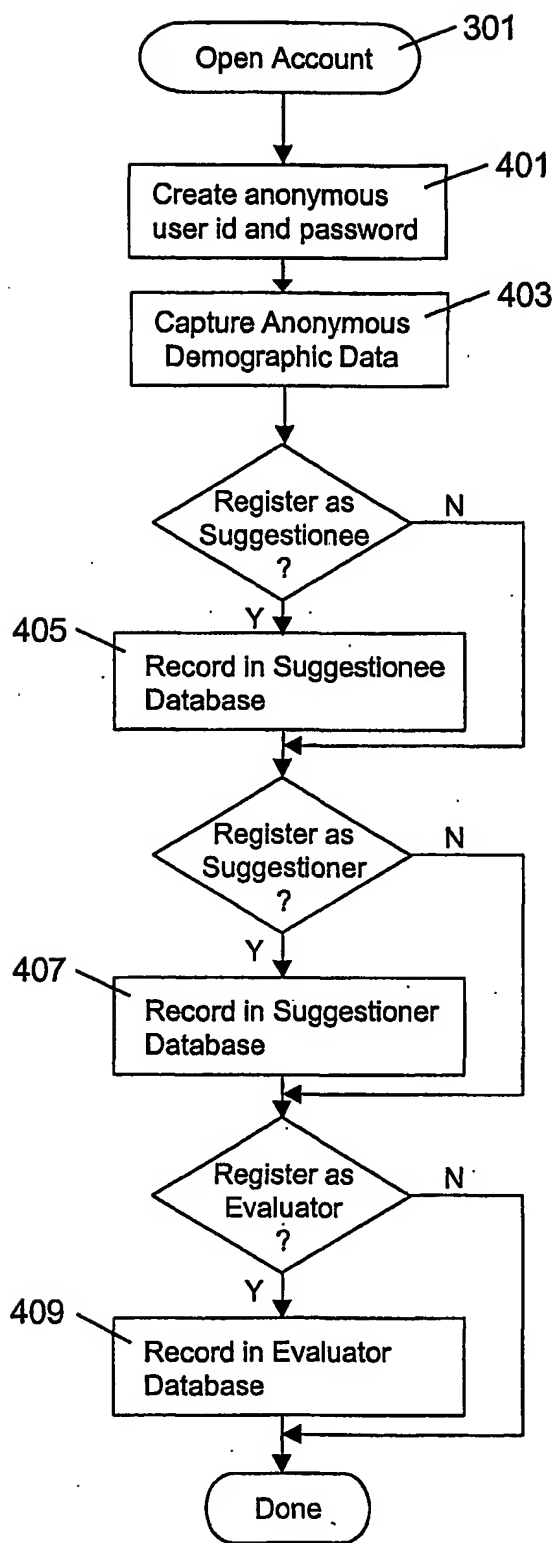 301
Open Account
401
Create anonymous
user id and password
403
Capture Anonymous
Demographic Data
Register as
Suggestionee
?
N
Y
405
Record in Suggestionee
Database
Register as
Suggestioner
?
N
Y
407
Record in Suggestioner
Database
Register as
Evaluator
?
N
Y
409
Record in Evaluator
Database
Done